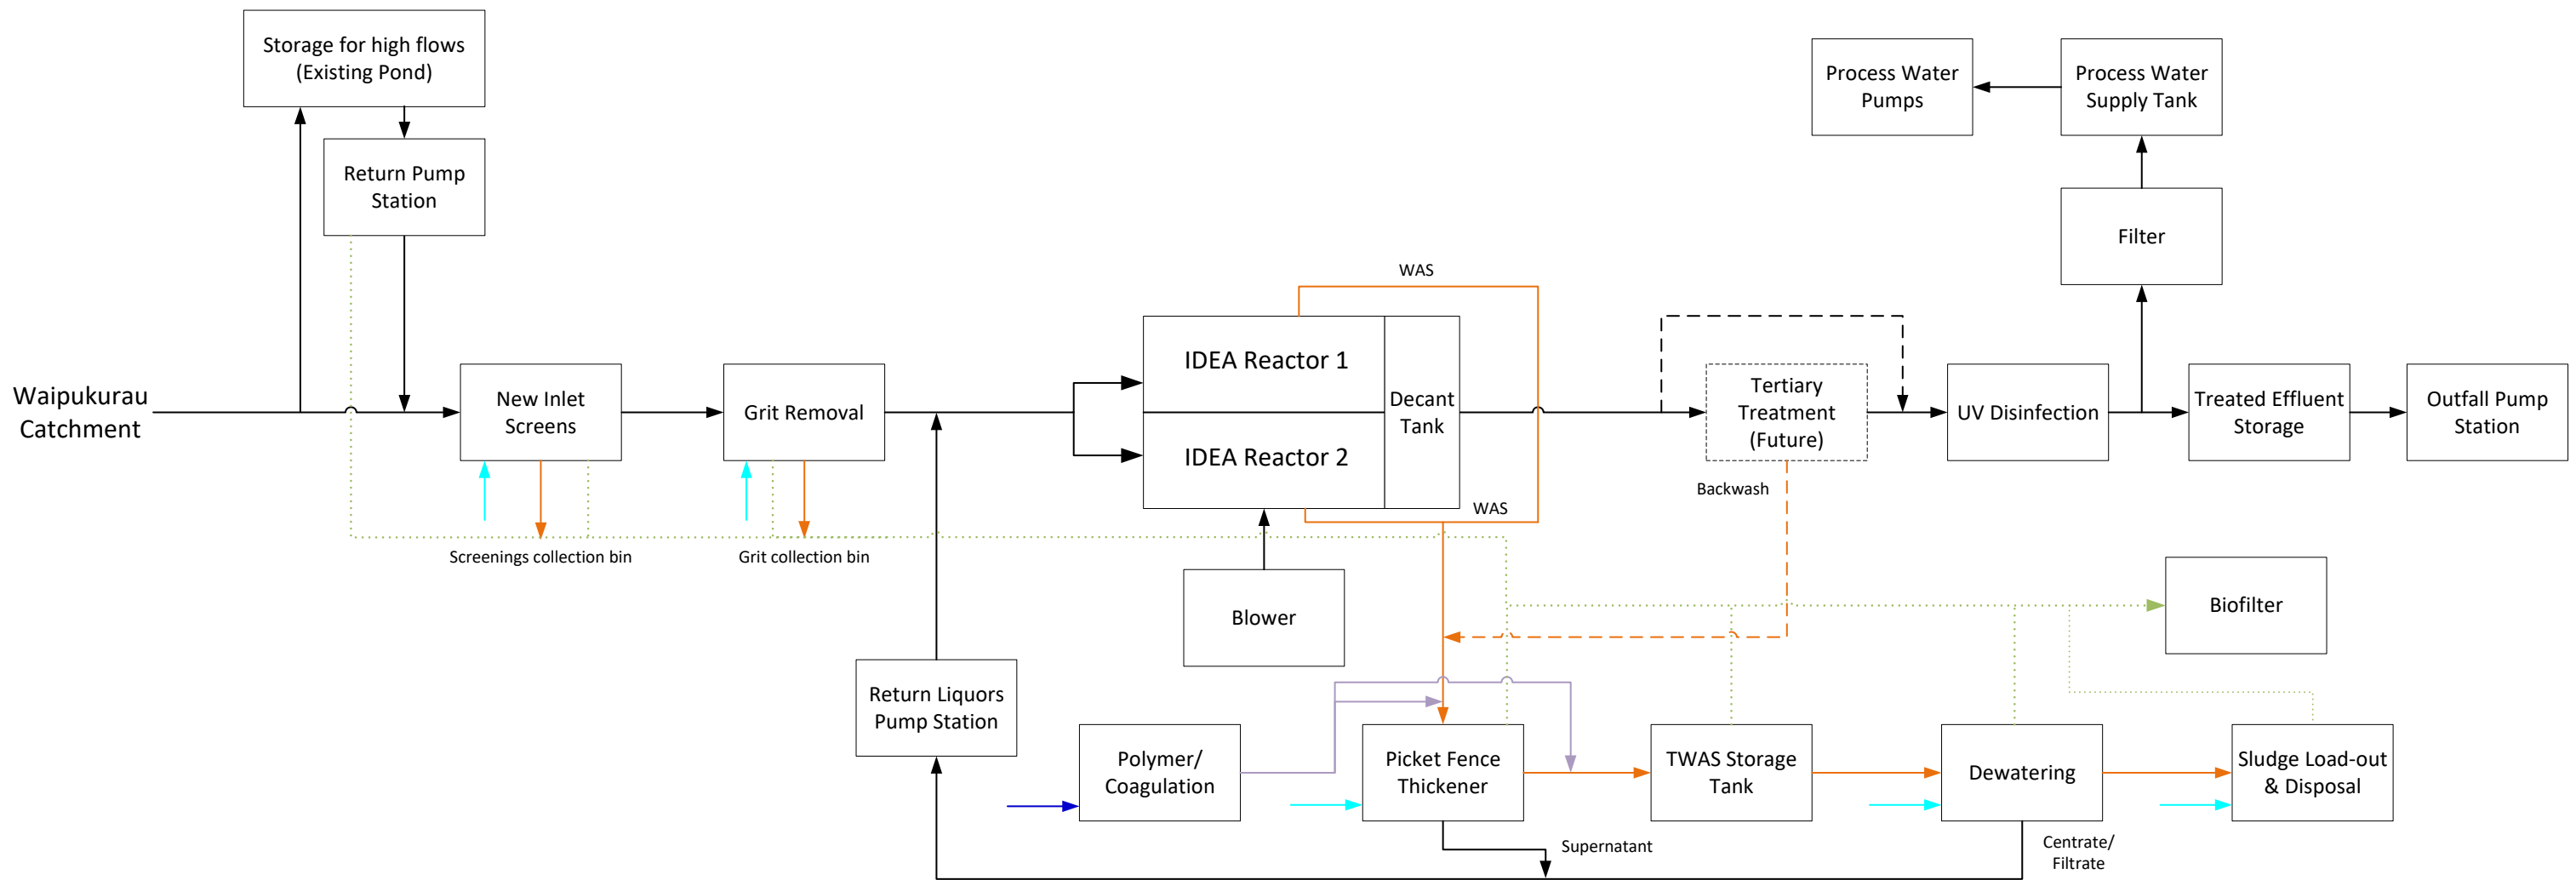 Storage for high flows
(Existing Pond)
Process Water
Pumps
Process Water
Supply Tank
Return Pump
Station
Filter
WAS
IDEA Reactor 1
Waipukurau
Catchment
New Inlet
Screens
Grit Removal
Decant
Tank
Tertiary
Treatment
(Future)
UV Disinfection
Treated Effluent
Storage
Outfall Pump
Station
IDEA Reactor 2
Backwash
WAS
Screenings collection bin
Grit collection bin
Blower
Biofilter
Return Liquors
Pump Station
Polymer/
Coagulation
Picket Fence
Thickener
TWAS Storage
Tank
Dewatering
Sludge Load-out
& Disposal
Supernatant
Centrate/
Filtrate